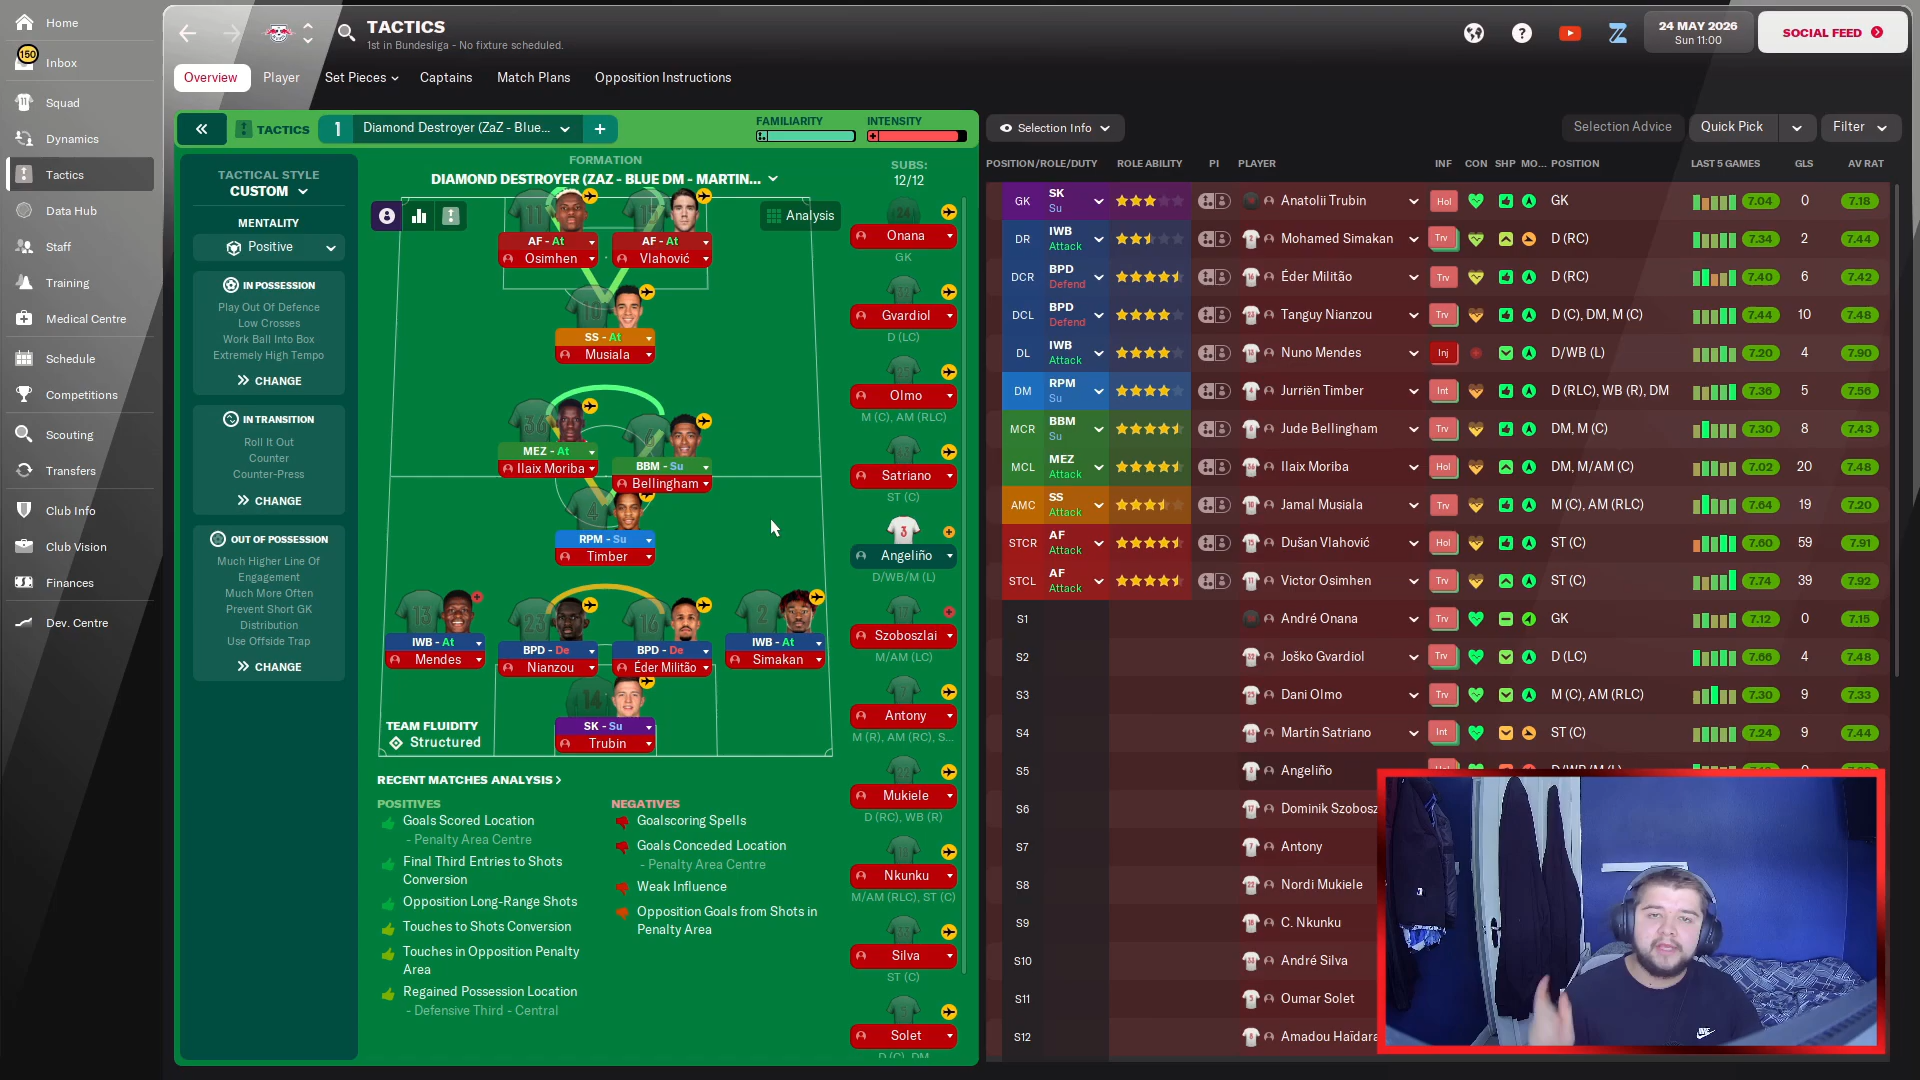 Home
150
Inbox
Squad
Dynamics
Tactics
Data Hub
Staff
Training
Medical Centre
Schedule
Competitions
Scouting
Transfers
Club Info
Club Vision
Finances
Dev. Centre
TACTICS
1st in Bundesliga - No fixture scheduled.
24 MAY 2026
Sun 11:00
SOCIAL FEED
Overview
Player
Set Pieces
Captains
Match Plans
Opposition Instructions
TACTICS
1
Diamond Destroyer (ZaZ - Blue...
FAMILIARITY
INTENSITY
TACTICAL STYLE
CUSTOM
MENTALITY
Positive
IN POSSESSION
Play Out Of Defence
Low Crosses
Work Ball Into Box
Extremely High Tempo
CHANGE
IN TRANSITION
Roll It Out
Counter
Counter-Press
CHANGE
OUT OF POSSESSION
Much Higher Line Of
Engagement
Much More Often
Prevent Short GK
Distribution
Use Offside Trap
CHANGE
FORMATION
DIAMOND DESTROYER (ZAZ - BLUE DM - MARTIN...
Analysis
AF - At
Osimhen
AF - At
Vlahović
10
SS - At
Musiala
36
MEZ - At
Ilaix Moriba
6
BBM - Su
Bellingham
4
RPM - Su
Timber
13
IWB - At
Mendes
23
BPD - De
Nianzou
16
BPD - De
Éder Militão
2
IWB - At
Simakan
14
SK - Su
Trubin
TEAM FLUIDITY
Structured
SUBS:
12/12
Onana
GK
Gvardiol
D (LC)
Olmo
M (C), AM (RLC)
Satriano
ST (C)
3
Angeliño
D/WB/M (L)
Szoboszlai
M/AM (LC)
Antony
M (R), AM (RC), S...
Mukiele
D (RC), WB (R)
Nkunku
M/AM (RLC), ST (C)
Silva
ST (C)
Solet
D (C), DM
RECENT MATCHES ANALYSIS
POSITIVES
Goals Scored Location
- Penalty Area Centre
Final Third Entries to Shots
Conversion
Opposition Long-Range Shots
Touches to Shots Conversion
Touches in Opposition Penalty
Area
Regained Possession Location
- Defensive Third - Central
NEGATIVES
Goalscoring Spells
Goals Conceded Location
- Penalty Area Centre
Weak Influence
Opposition Goals from Shots in
Penalty Area
Selection Info
Selection Advice
Quick Pick
Filter
POSITION/ROLE/DUTY ROLE ABILITY PI PLAYER INF CON SHP MO... POSITION LAST 5 GAMES GLS AV RAT
GK SK Su Anatolii Trubin Hol GK 7.04 0 7.18
DR IWB Attack Mohamed Simakan Trv D (RC) 7.34 2 7.44
DCR BPD Defend Éder Militão Trv D (RC) 7.40 6 7.42
DCL BPD Defend Tanguy Nianzou Trv D (C), DM, M (C) 7.36 10 7.48
DL IWB Attack Nuno Mendes Inj D/WB (L) 7.20 4 7.90
DM RPM Su Jurriën Timber Int D (RLC), WB (R), DM 7.36 5 7.56
MCR BBM Su Jude Bellingham Trv DM, M (C) 7.30 8 7.43
MCL MEZ Attack Ilaix Moriba Hol DM, M/AM (C) 7.02 20 7.48
AMC SS Attack Jamal Musiala Trv M (C), AM (RLC) 7.64 19 7.20
STCR AF Attack Dušan Vlahović Hol ST (C) 7.60 59 7.91
STCL AF Attack Victor Osimhen Trv ST (C) 7.74 39 7.92
S1 André Onana Trv GK 7.12 0 7.15
S2 Joško Gvardiol Trv D (LC) 7.66 4 7.48
S3 Dani Olmo Trv M (C), AM (RLC) 7.30 9 7.33
S4 Martín Satriano Int ST (C) 7.24 9 7.44
S5 Angeliño
S6 Dominik Szobosz
S7 Antony
S8 Nordi Mukiele
S9 C. Nkunku
S10 André Silva
S11 Oumar Solet
S12 Amadou Haïdara